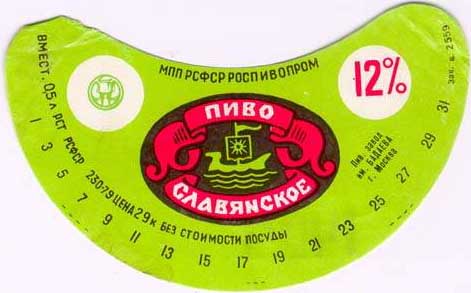 МПП РСФСР РОСПИВОПРОМ
12%
Зак. в. 2559
ПИВО
СЛАВЯНСКОЕ
Пив. завод
им. БАДАЕВА
г. Москва
ВМЕСТ. 0,5 л. РСТ РСФСР 230-79 ЦЕНА 29 к БЕЗ СТОИМОСТИ ПОСУДЫ
1 3 5 7 9 11 13 15 17 19 21 23 25 27 29 31